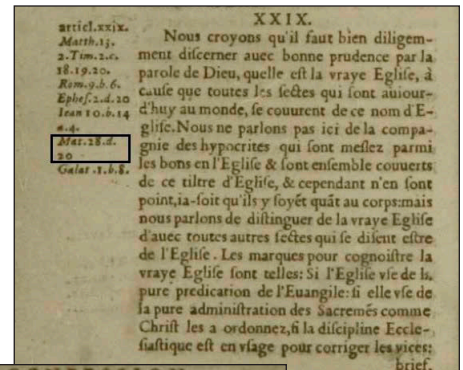 XXIX.
articl.xxix.
Matth.13.
2.Tim.2.c.
18.19.20.
Rom.9.b.6.
Ephes.2.d.20
Iean 10.b.14
a.4.
Mat.28.d.
20
Galat.1.b.8.
Nous croyons qu'il faut bien diligem-
ment diſcerner auec bonne prudence par la
parole de Dieu, quelle eſt la vraye Egliſe, à
cauſe que toutes les ſectes qui ſont auiour-
d'huy au monde, ſe couurent de ce nom d'E-
gliſe. Nous ne parlons pas ici de la compa-
gnie des hypocrites qui ſont meſlez parmi
les bons en l'Egliſe & ſont enſemble couuerts
de ce tiltre d'Egliſe, & cependant n'en ſont
point, ia-ſoit qu'ils y ſoyēt quāt au corps: mais
nous parlons de diſtinguer de la vraye Egliſe
d'auec toutes autres ſectes qui ſe diſent eſtre
de l'Egliſe. Les marques pour cognoiſtre la
vraye Egliſe ſont telles: Si l'Egliſe vſe de la
pure predication de l'Euangile: ſi elle vſe de
la pure adminiſtration des Sacremēs comme
Chriſt les a ordonnez, ſi la diſcipline Eccle-
ſiaſtique eſt en vſage pour corriger les vices:
brief,